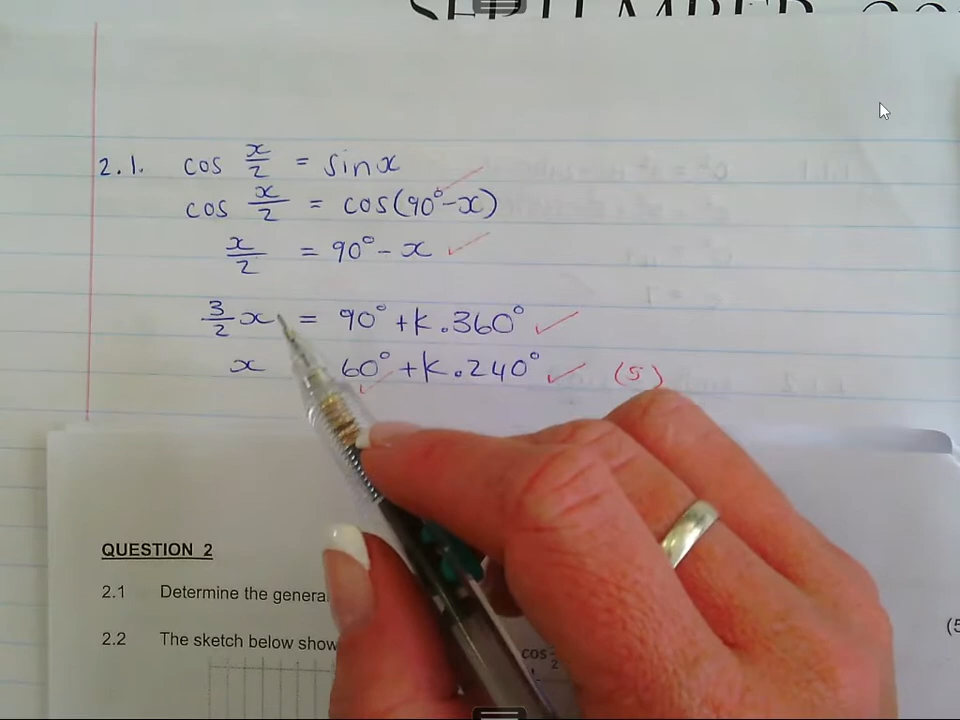 2.1. cos x/2 = sin x
cos x/2 = cos(90° - x)
x/2 = 90° - x
3/2 x = 90° + k.360°
x 60° + k.240° (5)
QUESTION 2
2.1 Determine the genera
2.2 The sketch below show
cos
(5